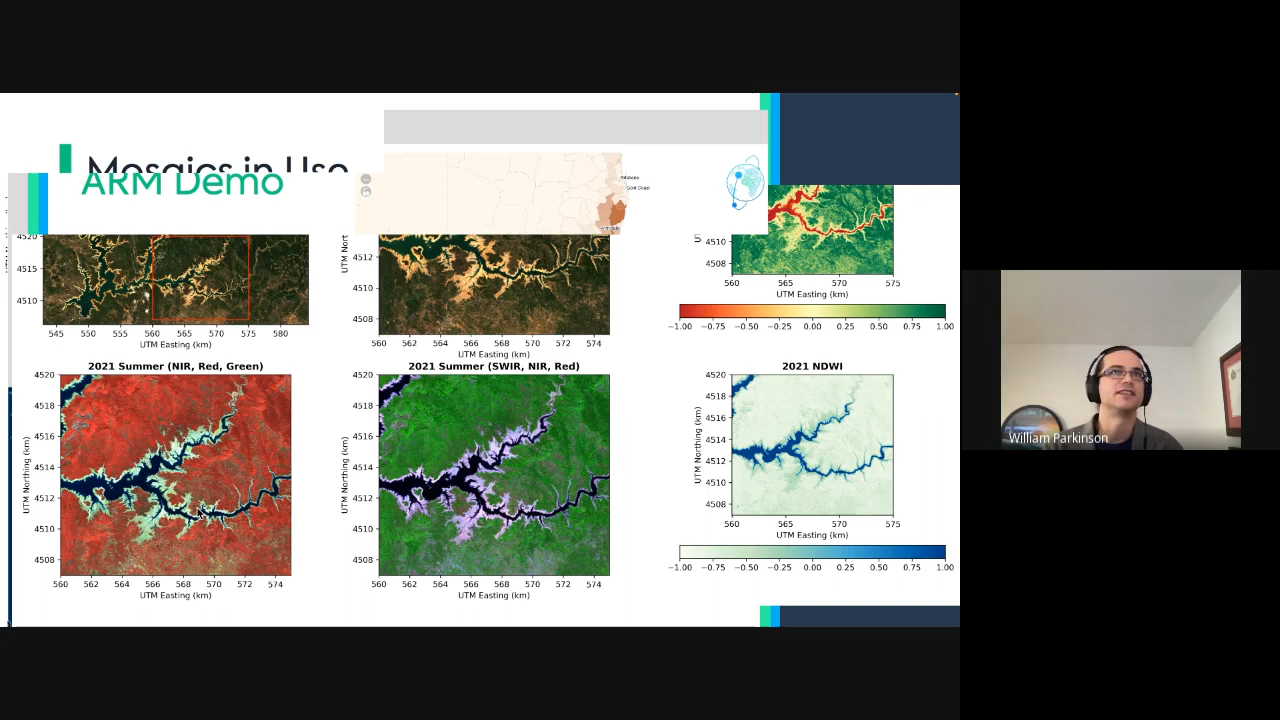 Mosaics in Use
ARM Demo
Brisbane
Gold Coast
4520
4515
4510
545 550 555 560 565 570 575 580
UTM Easting (km)
UTM Nort
4512
4510
4508
560 562 564 566 568 570 572 574
UTM Easting (km)
4510
4508
560 565 570 575
UTM Easting (km)
−1.00 −0.75 −0.50 −0.25 0.00 0.25 0.50 0.75 1.00
2021 Summer (NIR, Red, Green)
UTM Northing (km)
4520
4518
4516
4514
4512
4510
4508
560 562 564 566 568 570 572 574
UTM Easting (km)
2021 Summer (SWIR, NIR, Red)
UTM Northing (km)
4520
4518
4516
4514
4512
4510
4508
560 562 564 566 568 570 572 574
UTM Easting (km)
2021 NDWI
UTM Northing (km)
4520
4518
4516
4514
4512
4510
4508
560 565 570 575
UTM Easting (km)
−1.00 −0.75 −0.50 −0.25 0.00 0.25 0.50 0.75 1.00
William Parkinson